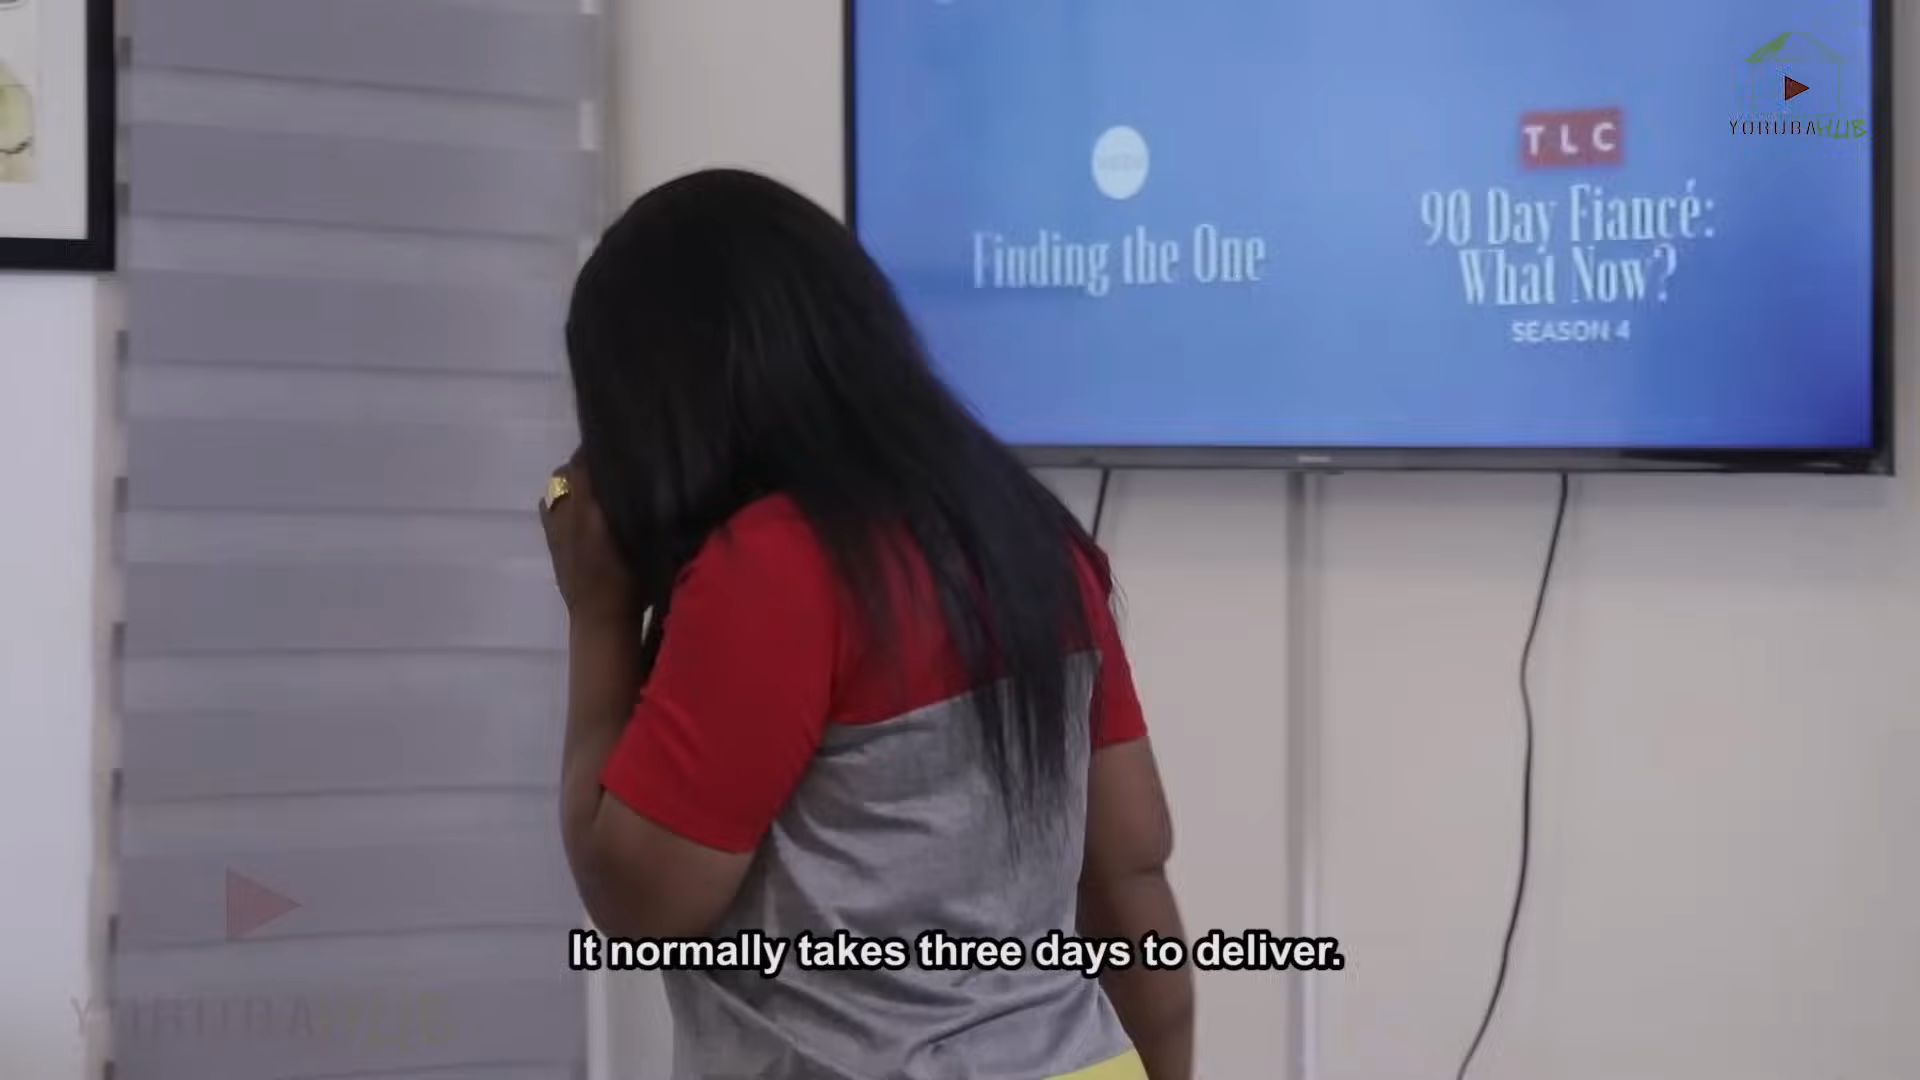 TLC
YORUBAHUB
90 Day Fiancé:
What Now?
SEASON 4
Finding the One
It normally takes three days to deliver.
YORUBAHUB